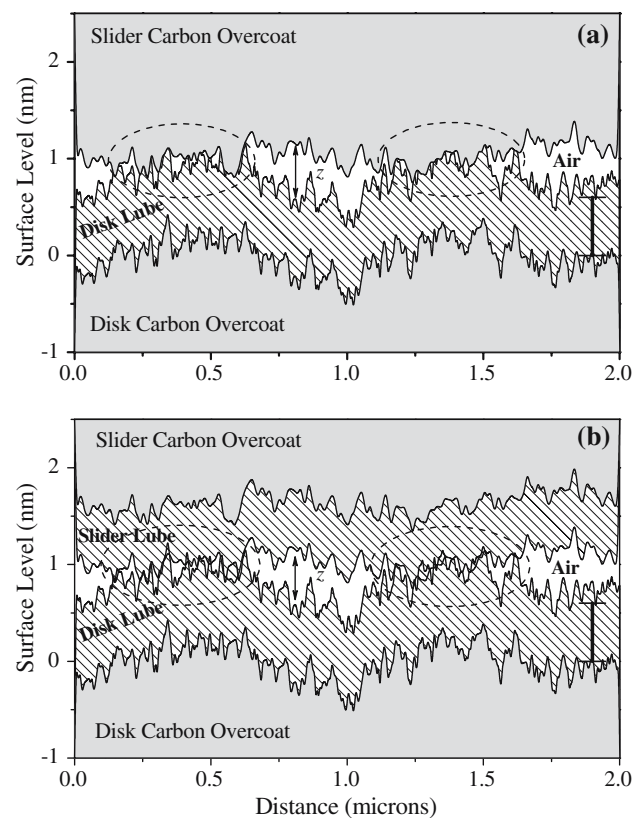 Slider Carbon Overcoat
(a)
2
Surface Level (nm)
1
z
Air
Disk Lube
0
Disk Carbon Overcoat
-1
0.0 0.5 1.0 1.5 2.0
Slider Carbon Overcoat
(b)
2
Surface Level (nm)
Slider Lube
1
z
Air
Disk Lube
0
Disk Carbon Overcoat
-1
0.0 0.5 1.0 1.5 2.0
Distance (microns)